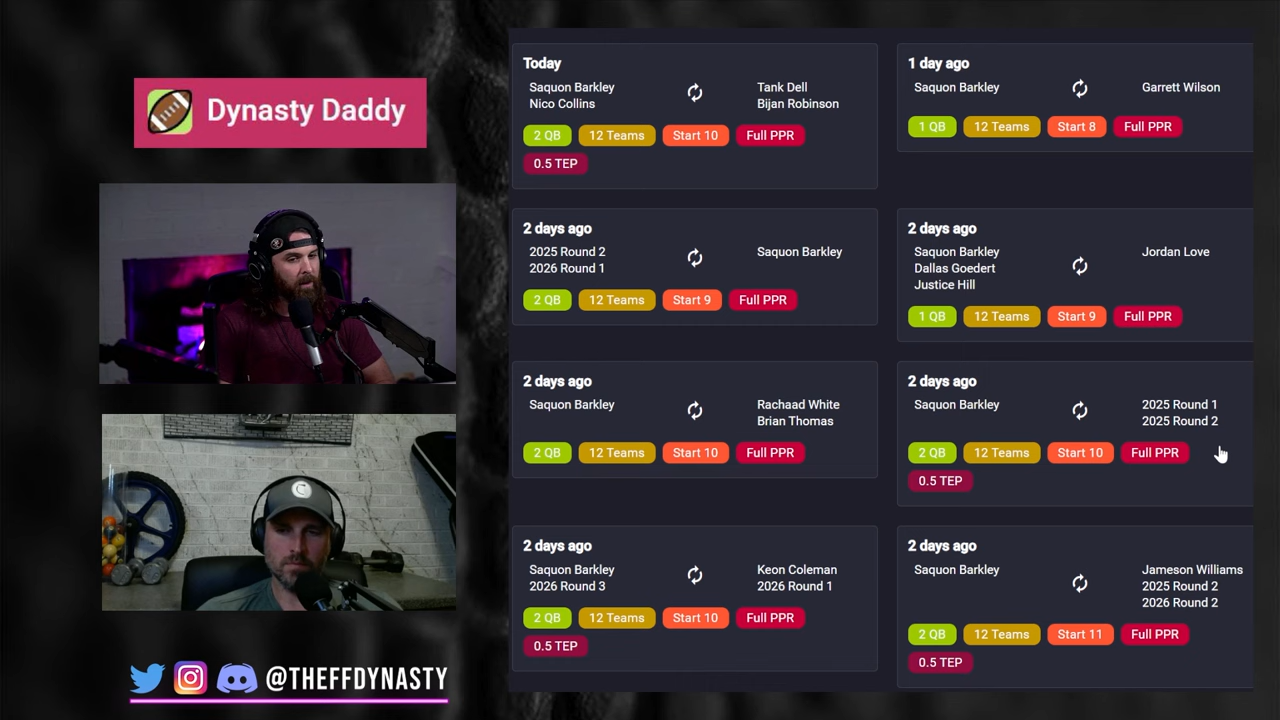 Dynasty Daddy
@THEFFDYNASTY
Today
Saquon Barkley
Nico Collins
Tank Dell
Bijan Robinson
2 QB 12 Teams Start 10 Full PPR
0.5 TEP
1 day ago
Saquon Barkley
Garrett Wilson
1 QB 12 Teams Start 8 Full PPR
2 days ago
2025 Round 2
2026 Round 1
Saquon Barkley
2 QB 12 Teams Start 9 Full PPR
2 days ago
Saquon Barkley
Dallas Goedert
Justice Hill
Jordan Love
1 QB 12 Teams Start 9 Full PPR
2 days ago
Saquon Barkley
Rachaad White
Brian Thomas
2 QB 12 Teams Start 10 Full PPR
2 days ago
Saquon Barkley
2025 Round 1
2025 Round 2
2 QB 12 Teams Start 10 Full PPR
0.5 TEP
2 days ago
Saquon Barkley
2026 Round 3
Keon Coleman
2026 Round 1
2 QB 12 Teams Start 10 Full PPR
0.5 TEP
2 days ago
Saquon Barkley
Jameson Williams
2025 Round 2
2026 Round 2
2 QB 12 Teams Start 11 Full PPR
0.5 TEP